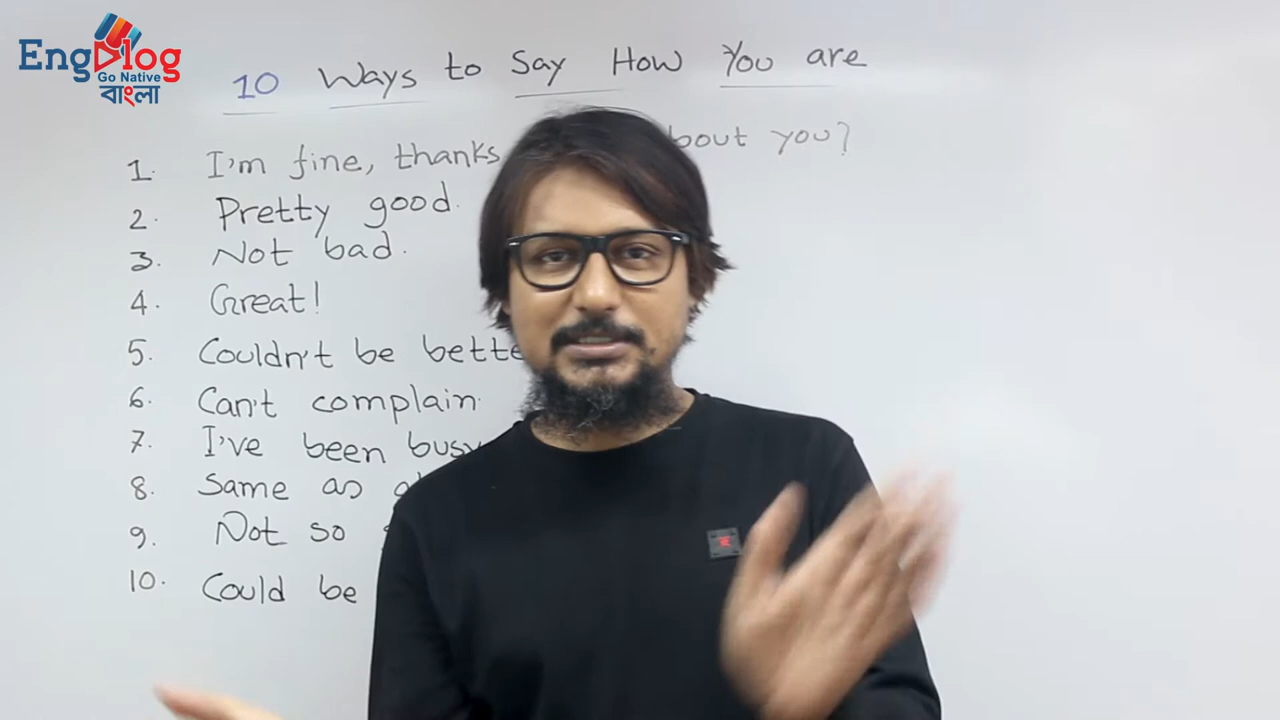 EngVlog
Go Native
বাংলা
10 Ways to Say How You are
1. I'm fine, thanks bout you?
2. Pretty good.
3. Not bad.
4. Great!
5. Couldn't be bette
6. Can't complain.
7. I've been busy
8. Same as
9. Not so
10. Could be